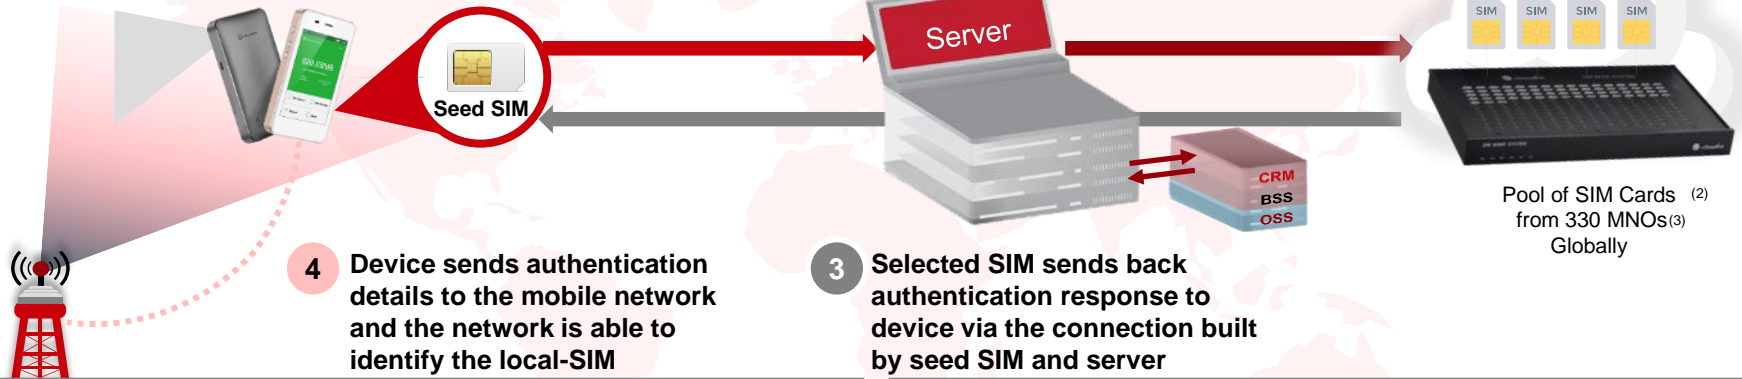 SIM SIM SIM SIM
Server
Seed SIM
CRM
BSS
OSS
Pool of SIM Cards (2)
from 330 MNOs(3)
Globally
4
Device sends authentication
details to the mobile network
and the network is able to
identify the local-SIM
3
Selected SIM sends back
authentication response to
device via the connection built
by seed SIM and server